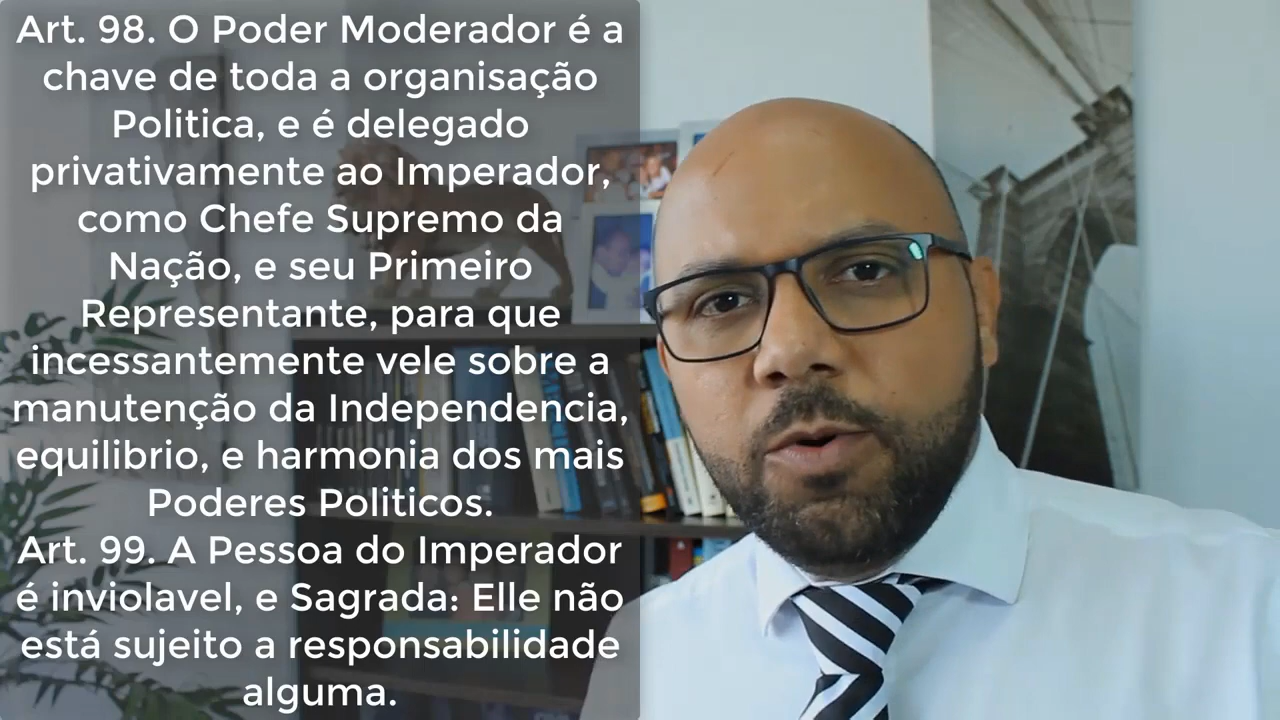 Art. 98. O Poder Moderador é a
chave de toda a organisação
Politica, e é delegado
privativamente ao Imperador,
como Chefe Supremo da
Nação, e seu Primeiro
Representante, para que
incessantemente vele sobre a
manutenção da Independencia,
equilibrio, e harmonia dos mais
Poderes Politicos.
Art. 99. A Pessoa do Imperador
é inviolavel, e Sagrada: Elle não
está sujeito a responsabilidade
alguma.